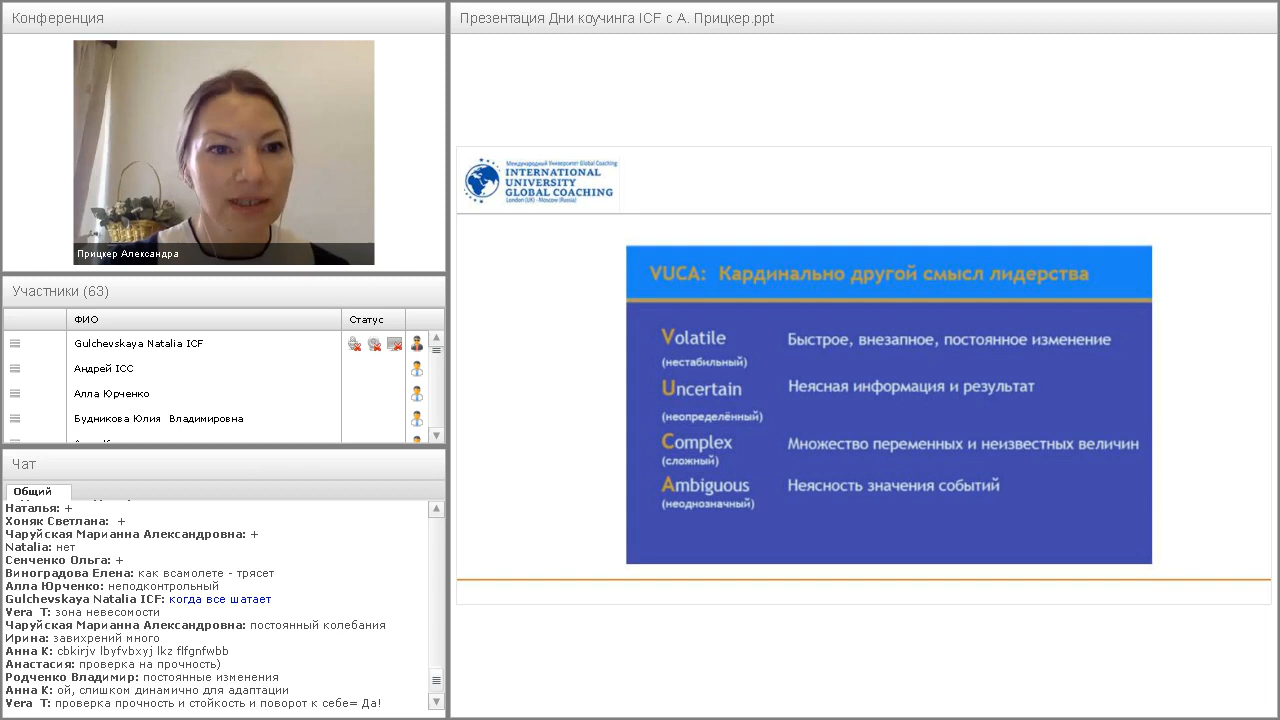 Конференция
Прицкер Александра
Участники (63)
ФИО
Статус
Gulchevskaya Natalia ICF
Андрей ICC
Алла Юрченко
Будникова Юлия Владимировна
Чат
Общий
Наталья: +
Хоняк Светлана: +
Чаруйская Марианна Александровна: +
Natalia: нет
Сенченко Ольга: +
Виноградова Елена: как всамолете - трясет
Алла Юрченко: неподконтрольный
Gulchevskaya Natalia ICF: когда все шатает
Vera_T: зона невесомости
Чаруйская Марианна Александровна: постоянный колебания
Ирина: завихрений много
Анна К: cbkirjv lbyfvbxyj lkz flfgnfwbb
Анастасия: проверка на прочность)
Родченко Владимир: постоянные изменения
Анна К: ой, слишком динамично для адаптации
Vera_T: проверка прочности и стойкость и поворот к себе= Да!
Презентация Дни коучинга ICF с А. Прицкер.ppt
Международный Университет Global Coaching
INTERNATIONAL
UNIVERSITY
GLOBAL COACHING
London (UK) - Moscow (Russia)
VUCA: Кардинально другой смысл лидерства
Volatile Быстрое, внезапное, постоянное изменение
(нестабильный)
Uncertain Неясная информация и результат
(неопределённый)
Complex Множество переменных и неизвестных величин
(сложный)
Ambiguous Неясность значения событий
(неоднозначный)